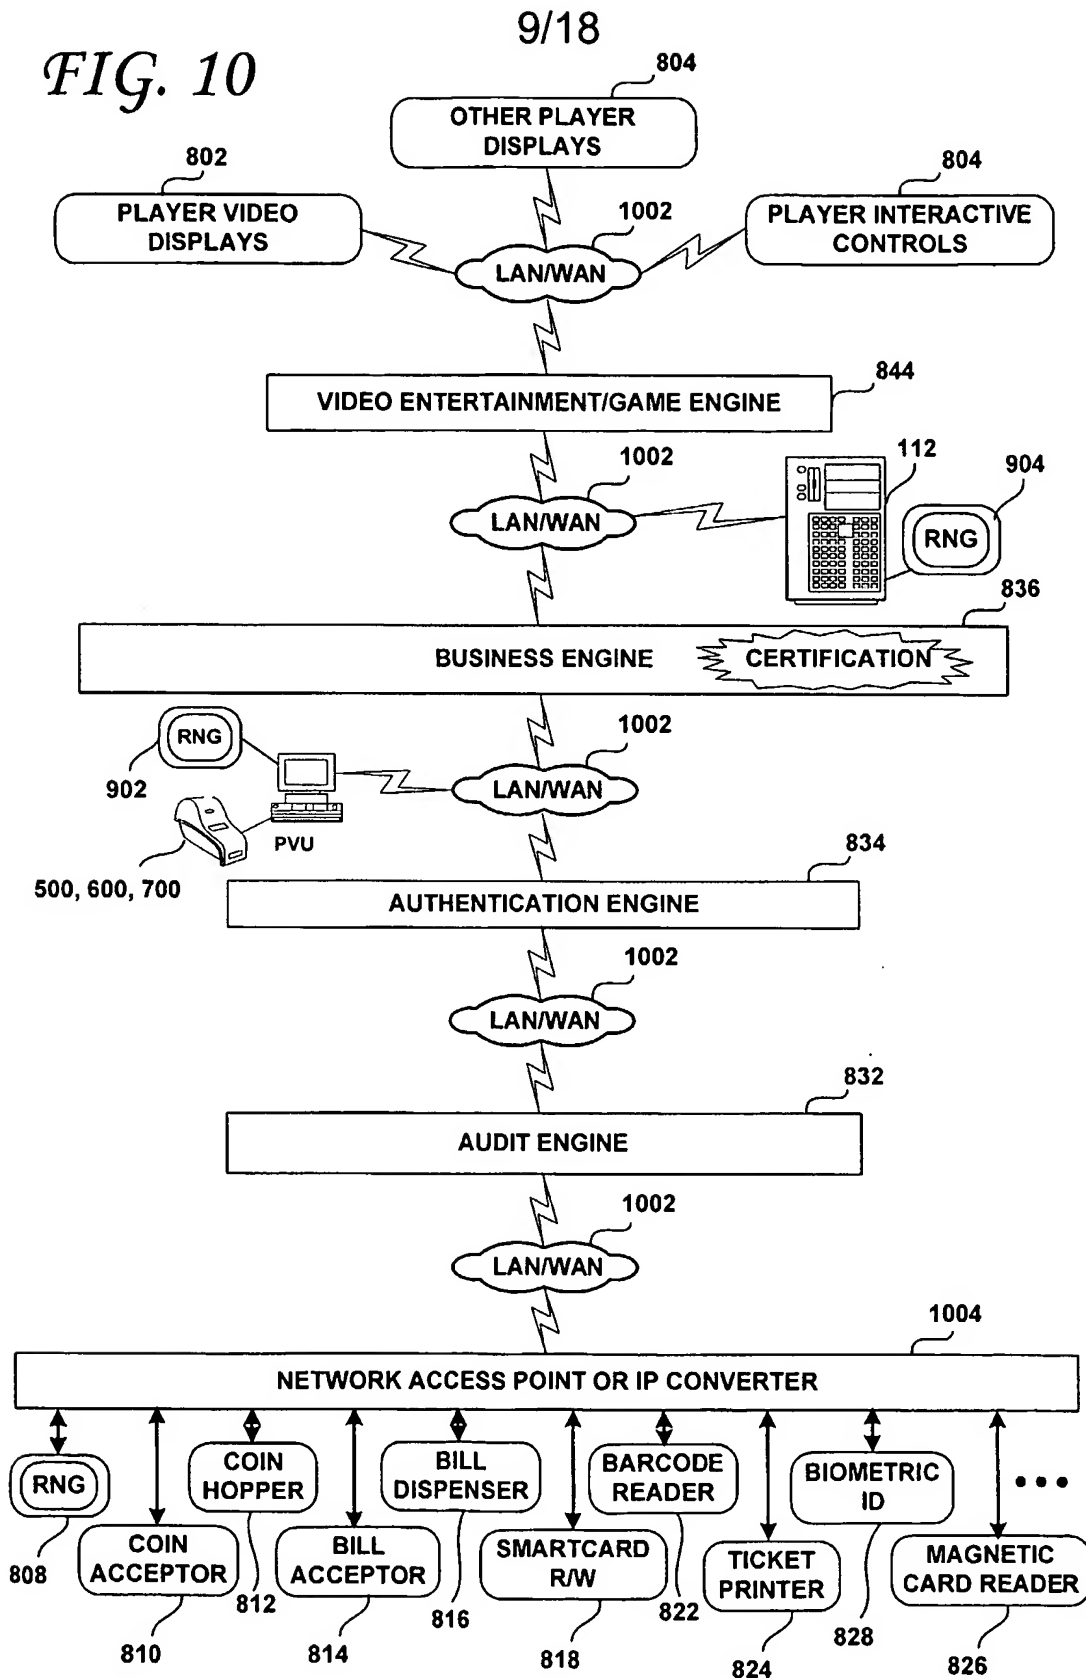 9/18
FIG. 10
804
OTHER PLAYER
DISPLAYS
802
804
PLAYER VIDEO
DISPLAYS
1002
PLAYER INTERACTIVE
CONTROLS
LAN/WAN
844
VIDEO ENTERTAINMENT/GAME ENGINE
1002
112
904
LAN/WAN
RNG
836
BUSINESS ENGINE
CERTIFICATION
1002
RNG
902
LAN/WAN
PVU
834
500, 600, 700
AUTHENTICATION ENGINE
1002
LAN/WAN
832
AUDIT ENGINE
1002
LAN/WAN
1004
NETWORK ACCESS POINT OR IP CONVERTER
RNG
COIN
HOPPER
BILL
DISPENSER
BARCODE
READER
BIOMETRIC
ID
COIN
ACCEPTOR
BILL
ACCEPTOR
SMARTCARD
R/W
TICKET
PRINTER
MAGNETIC
CARD READER
808
812
816
822
828
810
814
818
824
826